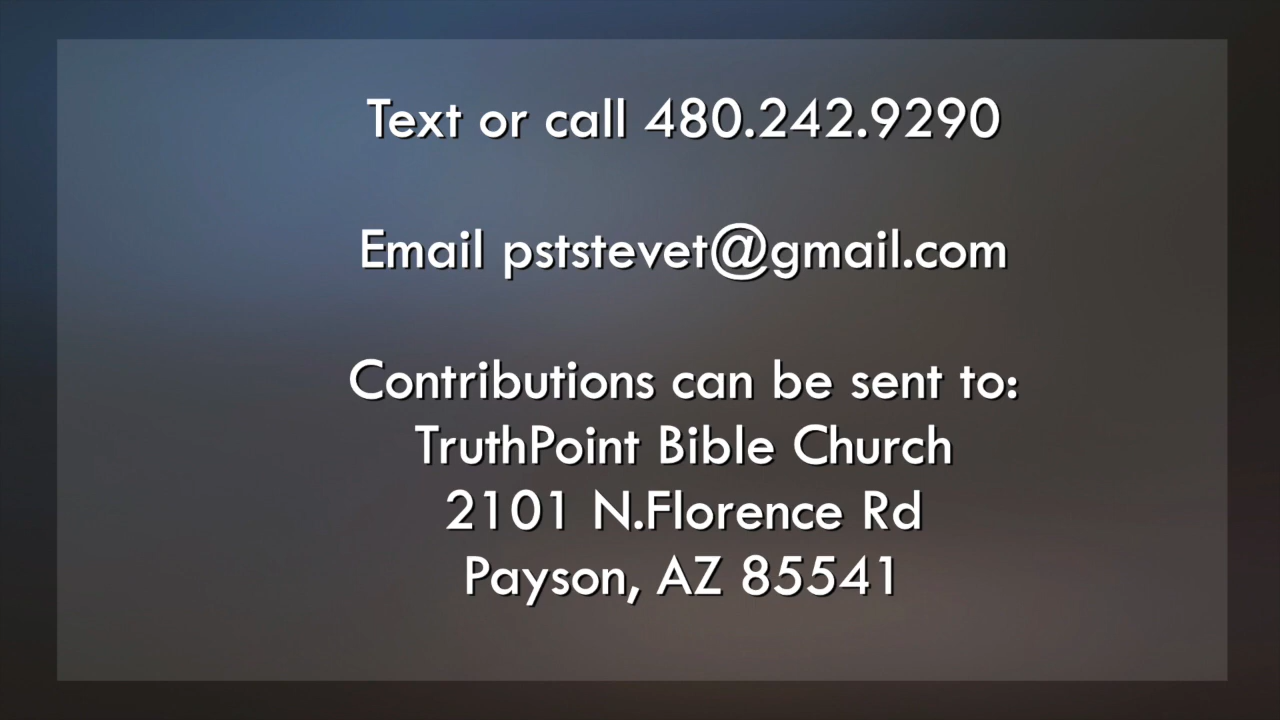 Text or call 480.242.9290
Email pststevet@gmail.com
Contributions can be sent to:
TruthPoint Bible Church
2101 N.Florence Rd
Payson, AZ 85541